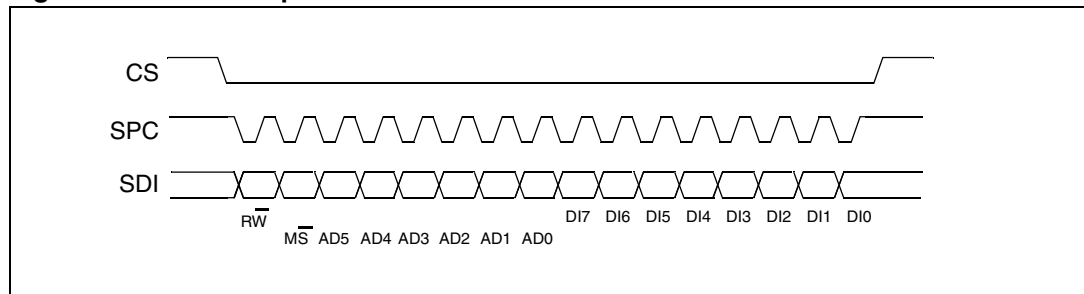 CS
SPC
SDI
RW̅ DI7 DI6 DI5 DI4 DI3 DI2 DI1 DI0
MS̅ AD5 AD4 AD3 AD2 AD1 AD0